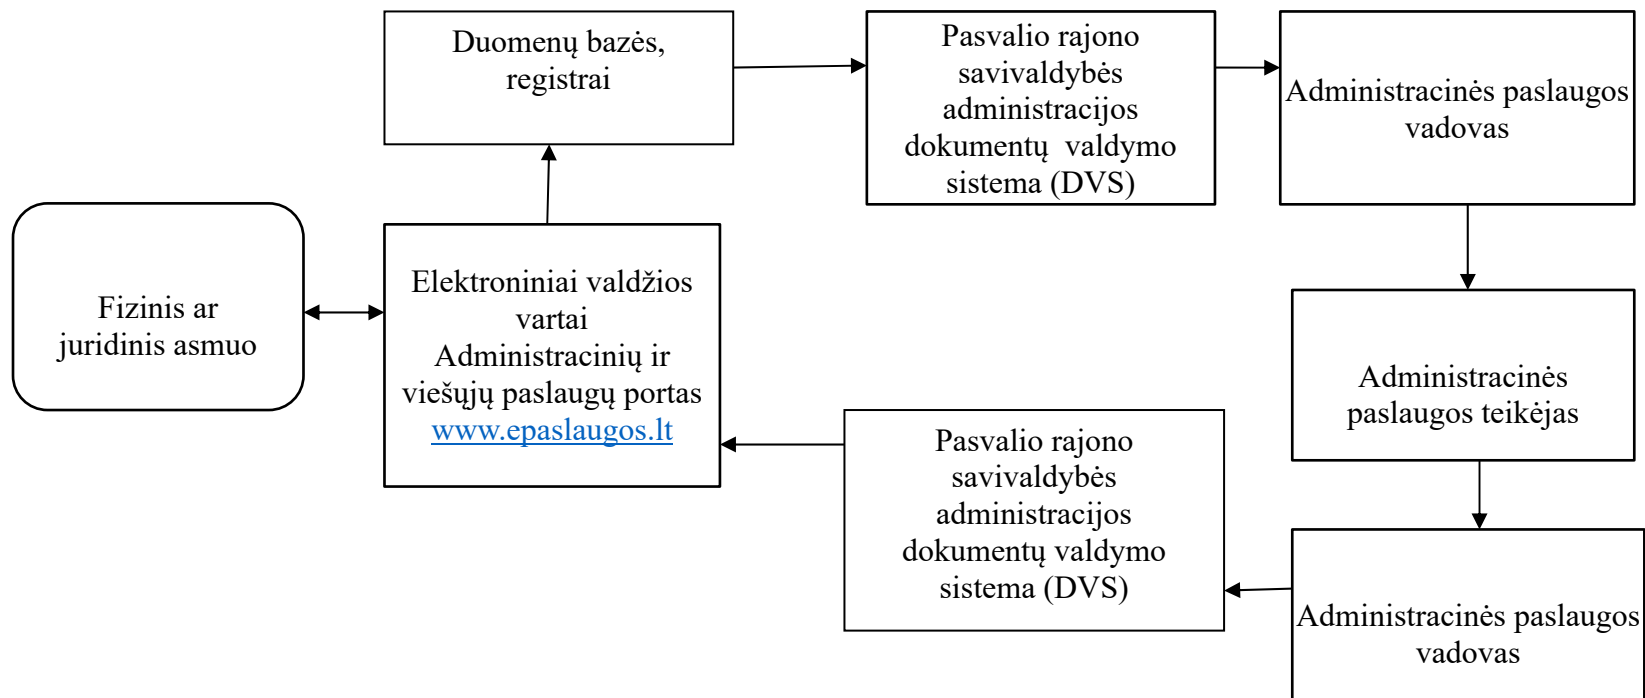 Duomenų bazės,
registrai
Pasvalio rajono
savivaldybės
administracijos
dokumentų valdymo
sistema (DVS)
Administracinės paslaugos
vadovas
Fizinis ar
juridinis asmuo
Elektroniniai valdžios
vartai
Administracinių ir
viešųjų paslaugų portas
www.epaslaugos.lt
Administracinės
paslaugos teikėjas
Pasvalio rajono
savivaldybės
administracijos
dokumentų valdymo
sistema (DVS)
Administracinės paslaugos
vadovas